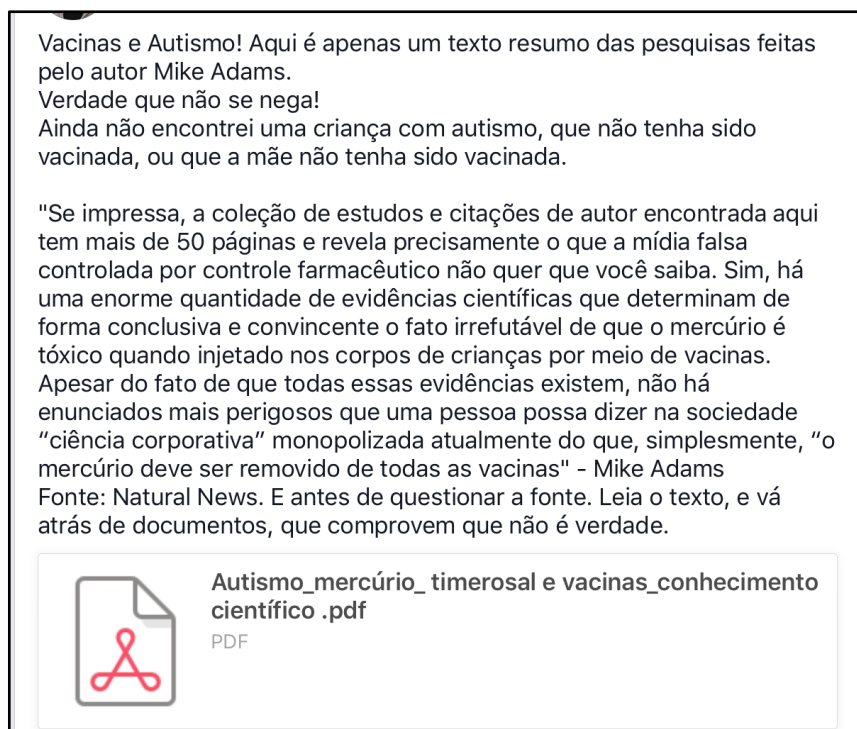 Vacinas e Autismo! Aqui é apenas um texto resumo das pesquisas feitas
pelo autor Mike Adams.
Verdade que não se nega!
Ainda não encontrei uma criança com autismo, que não tenha sido
vacinada, ou que a mãe não tenha sido vacinada.
"Se impressa, a coleção de estudos e citações de autor encontrada aqui
tem mais de 50 páginas e revela precisamente o que a mídia falsa
controlada por controle farmacêutico não quer que você saiba. Sim, há
uma enorme quantidade de evidências científicas que determinam de
forma conclusiva e convincente o fato irrefutável de que o mercúrio é
tóxico quando injetado nos corpos de crianças por meio de vacinas.
Apesar do fato de que todas essas evidências existem, não há
enunciados mais perigosos que uma pessoa possa dizer na sociedade
“ciência corporativa” monopolizada atualmente do que, simplesmente, “o
mercúrio deve ser removido de todas as vacinas" - Mike Adams
Fonte: Natural News. E antes de questionar a fonte. Leia o texto, e vá
atrás de documentos, que comprovem que não é verdade.
Autismo_mercúrio_ timerosal e vacinas_conhecimento
científico .pdf
PDF